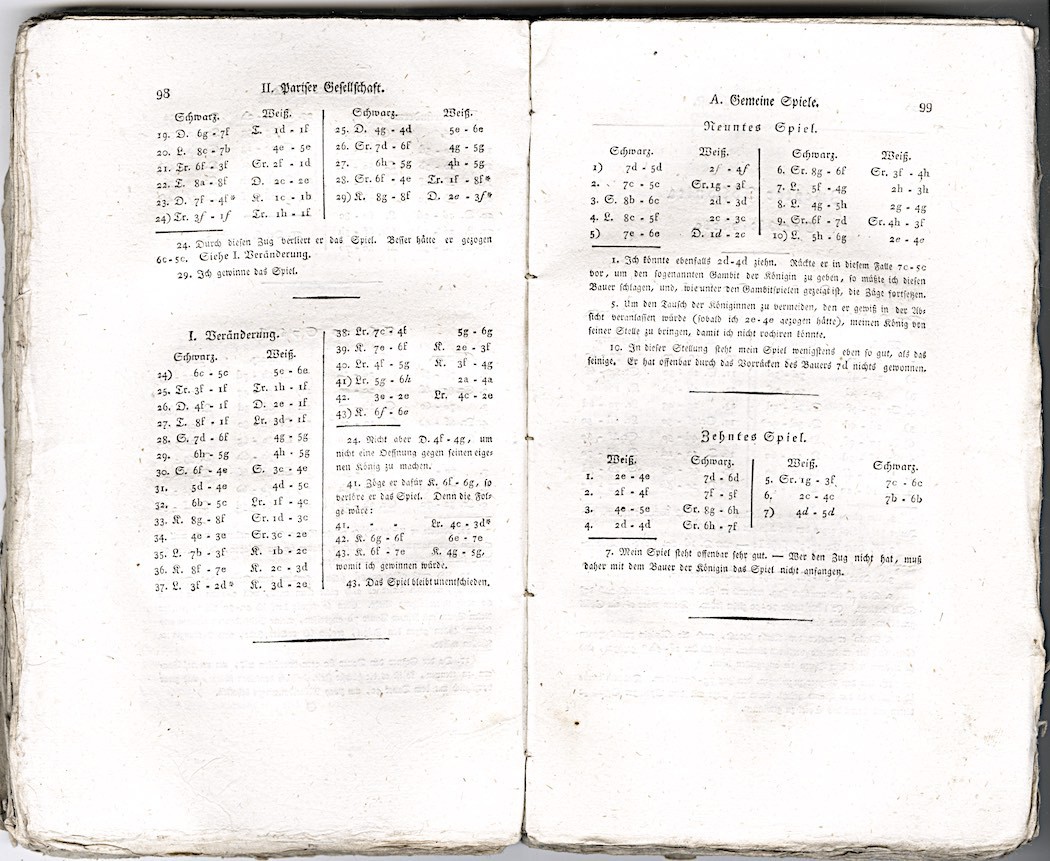 98
II. Pariser Gesellschaft.
Schwarz. Weiß.
19. D. 6g - 7f T. 1d - 1f
20. L. 8c - 7b 4e - 5e
21. Tr. 6f - 3f Sr. 2f - 1d
22. T. 8a - 8f D. 2c - 2e
23. D. 7f - 4f* K. 1c - 1b
24) Tr. 3f - 1f Tr. 1h - 1f
Schwarz. Weiß.
25. D. 4g - 4d 5e - 6e
26. Sr. 7d - 6f 4g - 5g
27. 6h - 5g 4h - 5g
28. Sr. 6f - 4e Tr. 1f - 8f*
29) K. 8g - 8f D. 2e - 3f*
24. Durch diesen Zug verliert er das Spiel. Besser hätte er gezogen
6c-5c. Siehe I. Veränderung.
29. Ich gewinne das Spiel.
I. Veränderung.
Schwarz. Weiß.
24) 6c - 5c 5e - 6e
25. Tr. 3f - 1f Tr. 1h - 1f
26. D. 4f - 1f D. 2e - 1f
27. T. 8f - 1f Lr. 3d - 1f
28. S. 7d - 6f 4g - 5g
29. 6h - 5g 4h - 5g
30. S. 6f - 4e S. 3c - 4e
31. 5d - 4e 4d - 5c
32. 6b - 5c Lr. 1f - 4c
33. K. 8g - 8f Sr. 1d - 3c
34. 4e - 3e Sr. 3c - 2e
35. L. 7b - 3f K. 1b - 2c
36. K. 8f - 7e K. 2c - 3d
37. L. 3f - 2d* K. 3d - 2e
38. Lr. 7c - 4f 5g - 6g
39. K. 7e - 6f K. 2e - 3f
40. Lr. 4f - 5g K. 3f - 4g
41) Lr. 5g - 6h 2a - 4a
42. 3e - 2e Lr. 4c - 2e
43) K. 6f - 6e
24. Nicht aber D. 4f-4g, um
nicht eine Oeffnung gegen seinen eige-
nen König zu machen.
41. Zöge er dafür K. 6f-6g, so
verlöre er das Spiel. Denn die Fol-
ge wäre:
41. " " Lr. 4c - 3d*
42. K. 6g - 6f 6e - 7e
43. K. 6f - 7e K. 4g - 5g,
womit ich gewinnen würde.
43. Das Spiel bleibt unentschieden.
A. Gemeine Spiele. 99
Neuntes Spiel.
Schwarz. Weiß.
1) 7d - 5d 2f - 4f
2. 7c - 5c Sr. 1g - 3f
3. S. 8b - 6c 2d - 3d
4. L. 8c - 5f 2c - 3c
5) 7e - 6e D. 1d - 2c
Schwarz. Weiß.
6. Sr. 8g - 6f Sr. 3f - 4h
7. L. 5f - 4g 2h - 3h
8. L. 4g - 5h 2g - 4g
9. Sr. 6f - 7d Sr. 4h - 3f
10) L. 5h - 6g 2e - 4e
1. Ich könnte ebenfalls 2d-4d ziehn. Rückte er in diesem Falle 7c-5c
vor, um den sogenannten Gambit der Königin zu geben, so müßte ich diesen
Bauer schlagen, und, wie unter den Gambitspielen gezeigt ist, die Züge fortsetzen.
5. Um den Tausch der Königinnen zu vermeiden, den er gewiß in der Ab-
sicht veranlassen würde (sobald ich 2e-4e gezogen hätte), meinen König von
seiner Stelle zu bringen, damit ich nicht rochiren könnte.
10. In dieser Stellung steht mein Spiel wenigstens eben so gut, als das
seinige. Er hat offenbar durch das Vorrücken des Bauers 7d nichts gewonnen.
Zehntes Spiel.
Weiß. Schwarz.
1. 2e - 4e 7d - 6d
2. 2f - 4f 7f - 5f
3. 4e - 5e Sr. 8g - 6h
4. 2d - 4d Sr. 6h - 7f
Weiß. Schwarz.
5. Sr. 1g - 3f 7c - 6c
6. 2c - 4c 7b - 6b
7) 4d - 5d
7. Mein Spiel steht offenbar sehr gut. — Wer den Zug nicht hat, muß
daher mit dem Bauer der Königin das Spiel nicht anfangen.